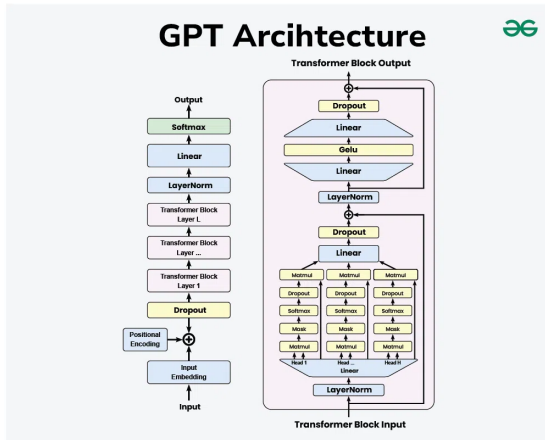 GPT Arcihtecture
Output
Softmax
Linear
LayerNorm
Transformer Block
Layer L
Transformer Block
Layer ...
Transformer Block
Layer 1
Dropout
Positional
Encoding
Input
Embedding
Input
Transformer Block Output
Dropout
Linear
Gelu
Linear
LayerNorm
Dropout
Linear
Matmul Matmul Matmul
Dropout Dropout Dropout
Softmax Softmax Softmax
Mask Mask Mask
Matmul Matmul Matmul
Head 1 Head ... Head H
Linear
LayerNorm
Transformer Block Input